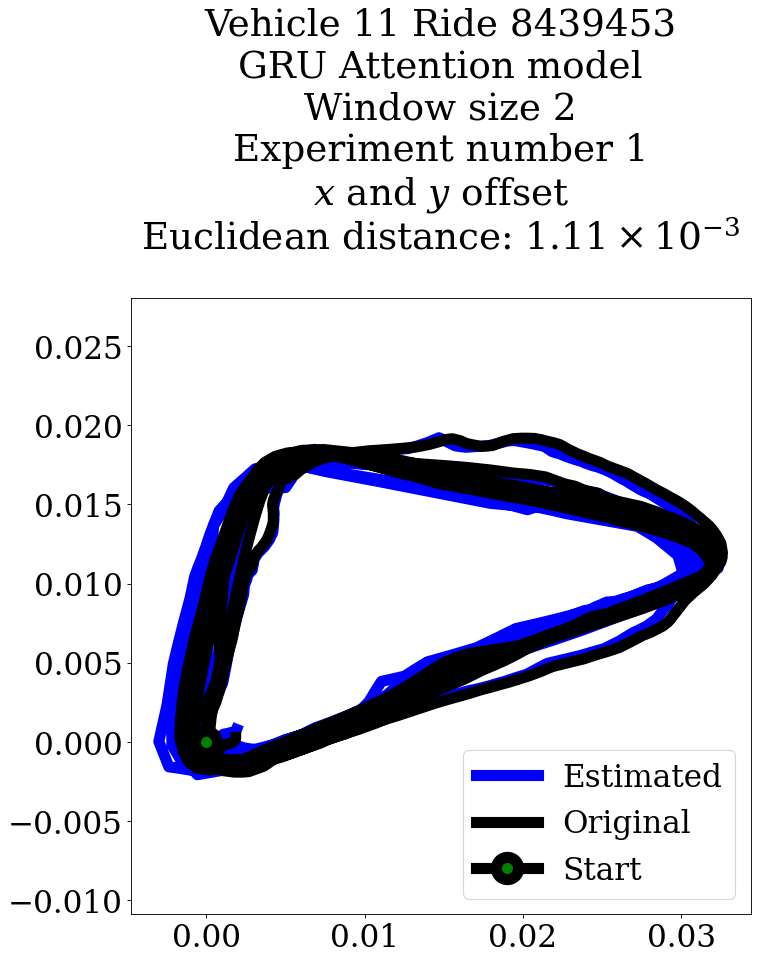 Vehicle 11 Ride 8439453
GRU Attention model
Window size 2
Experiment number 1
x and y offset
Euclidean distance: 1.11 × 10⁻³
0.025
0.020
0.015
0.010
0.005
0.000
−0.005
−0.010
0.00 0.01 0.02 0.03
Estimated
Original
Start